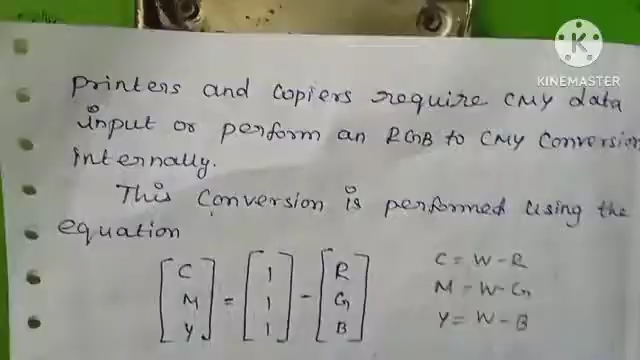 KINEMASTER
printers and copiers require CMY data
input or perform an RGB to CMY conversion
internally.
This conversion is performed using the
equation
[C M Y] = [1 1 1] - [R G B]
C = W - R
M = W - G
Y = W - B